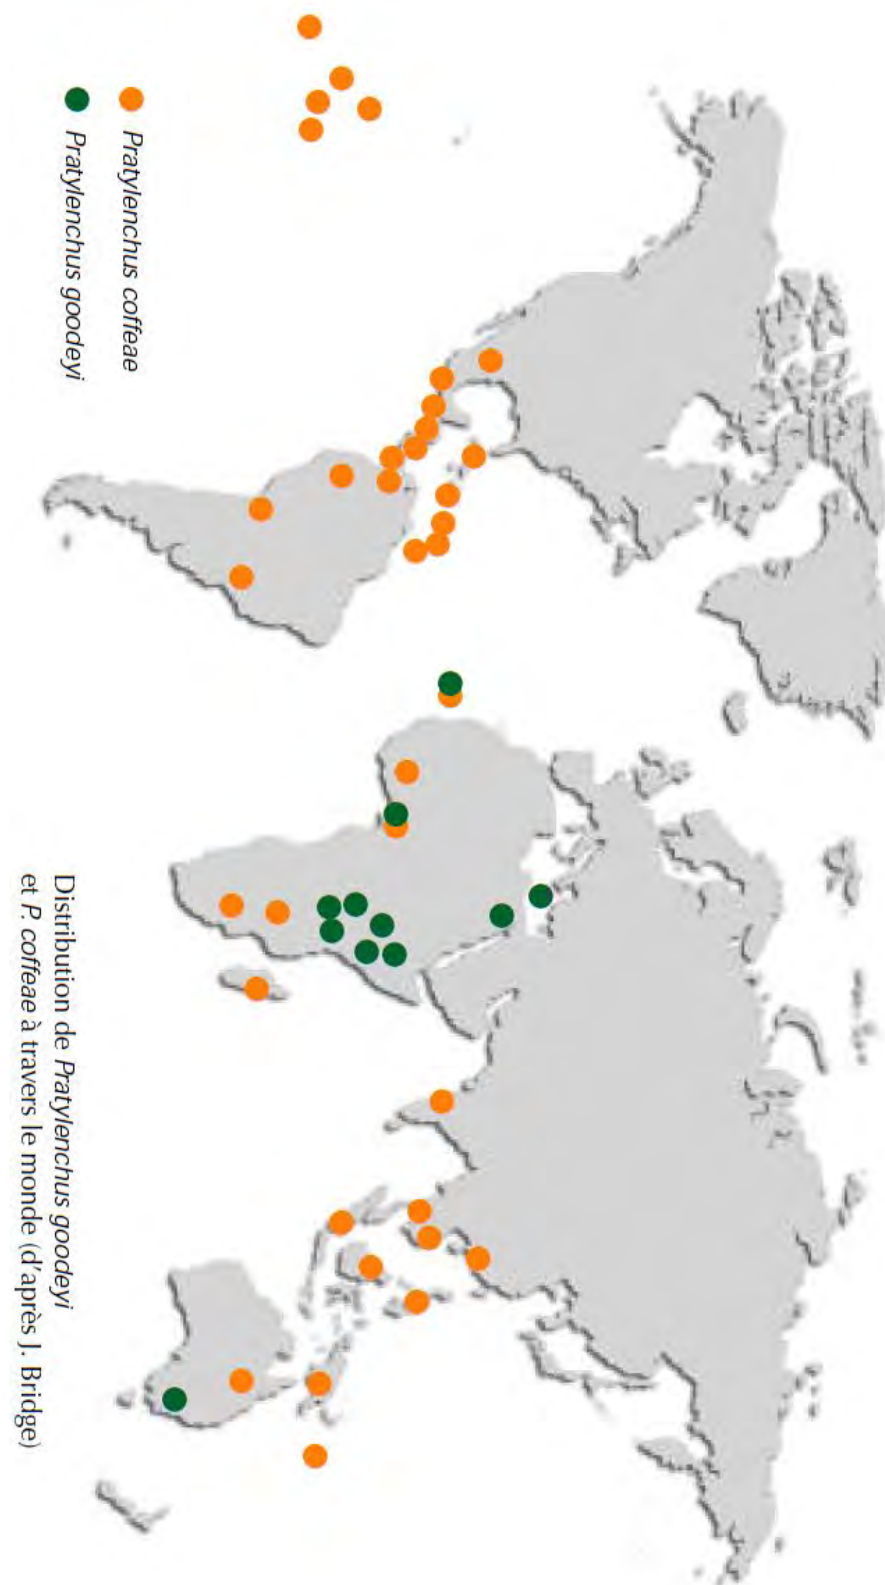 Pratylenchus coffeae
Pratylenchus goodeyi
Distribution de Pratylenchus goodeyi
et P. coffeae à travers le monde (d'après J. Bridge)